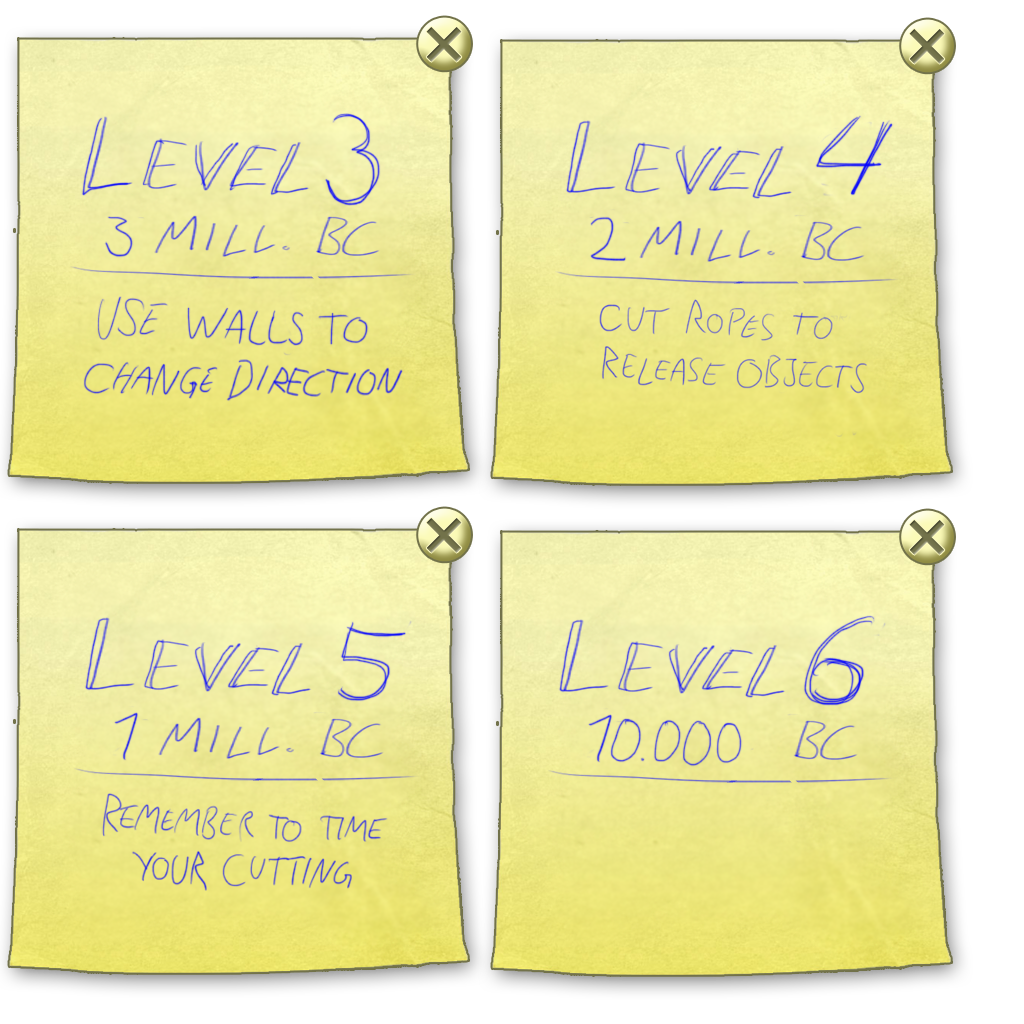 LEVEL 3
3 MILL. BC
USE WALLS TO
CHANGE DIRECTION
LEVEL 4
2 MILL. BC
CUT ROPES TO
RELEASE OBJECTS
LEVEL 5
1 MILL. BC
REMEMBER TO TIME
YOUR CUTTING
LEVEL 6
10.000 BC